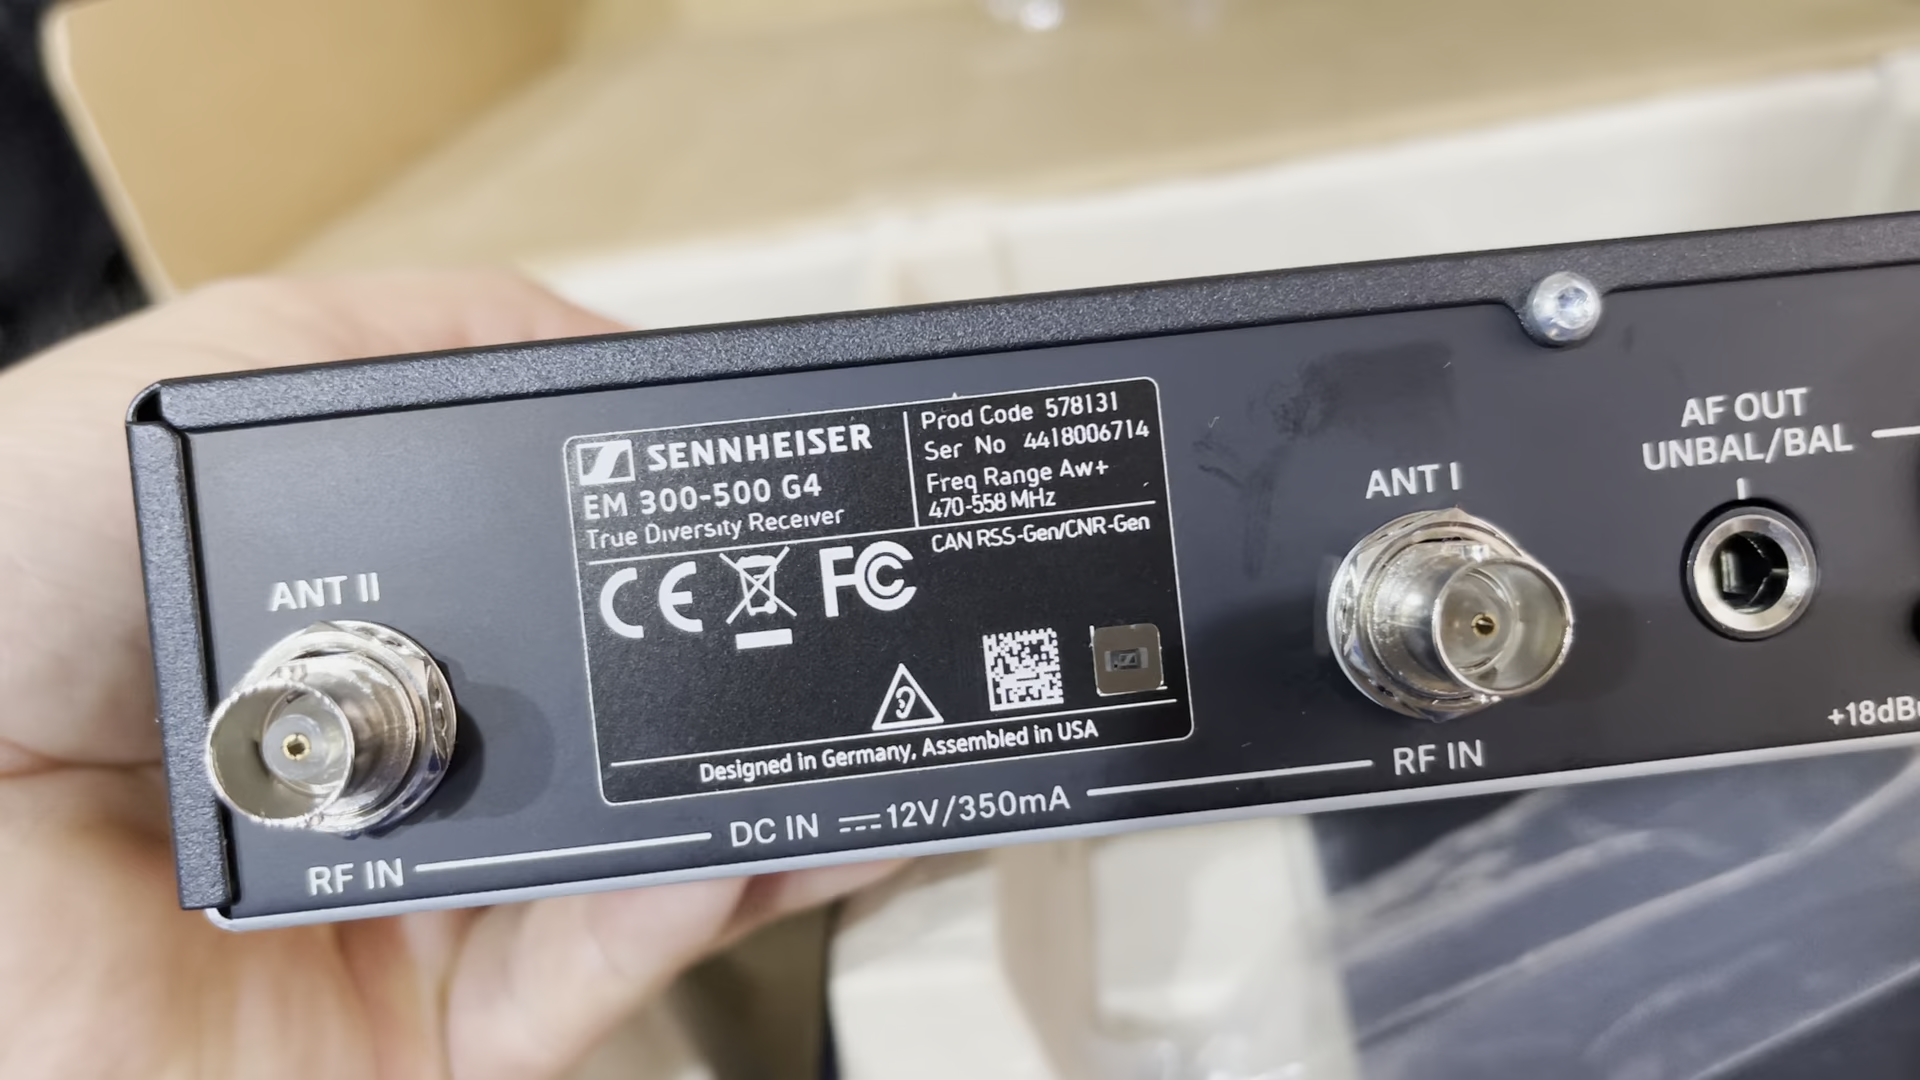 SENNHEISER
EM 300-500 G4
True Diversity Receiver
Prod Code 578131
Ser No 4418006714
Freq Range Aw+
470-558 MHz
CAN RSS-Gen/CNR-Gen
CE FC
Designed in Germany, Assembled in USA
ANT II
RF IN
DC IN 12V/350mA
ANT I
RF IN
AF OUT
UNBAL/BAL
+18dBu